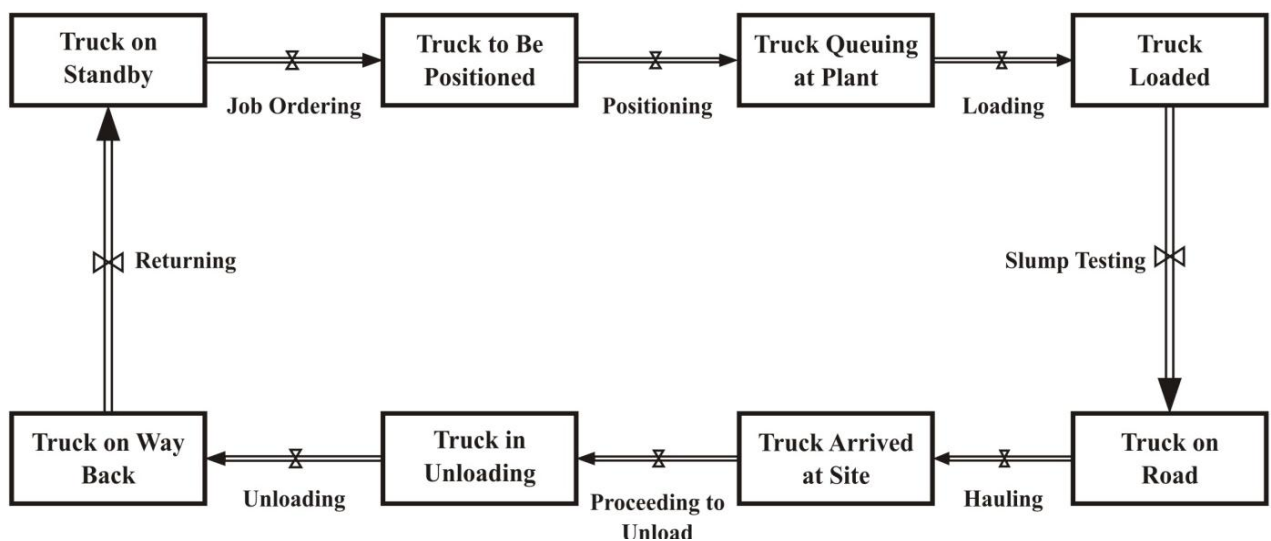 Truck on
Standby
Job Ordering
Truck to Be
Positioned
Positioning
Truck Queuing
at Plant
Loading
Truck
Loaded
Returning
Slump Testing
Truck on Way
Back
Unloading
Truck in
Unloading
Proceeding to
Unload
Truck Arrived
at Site
Hauling
Truck on
Road